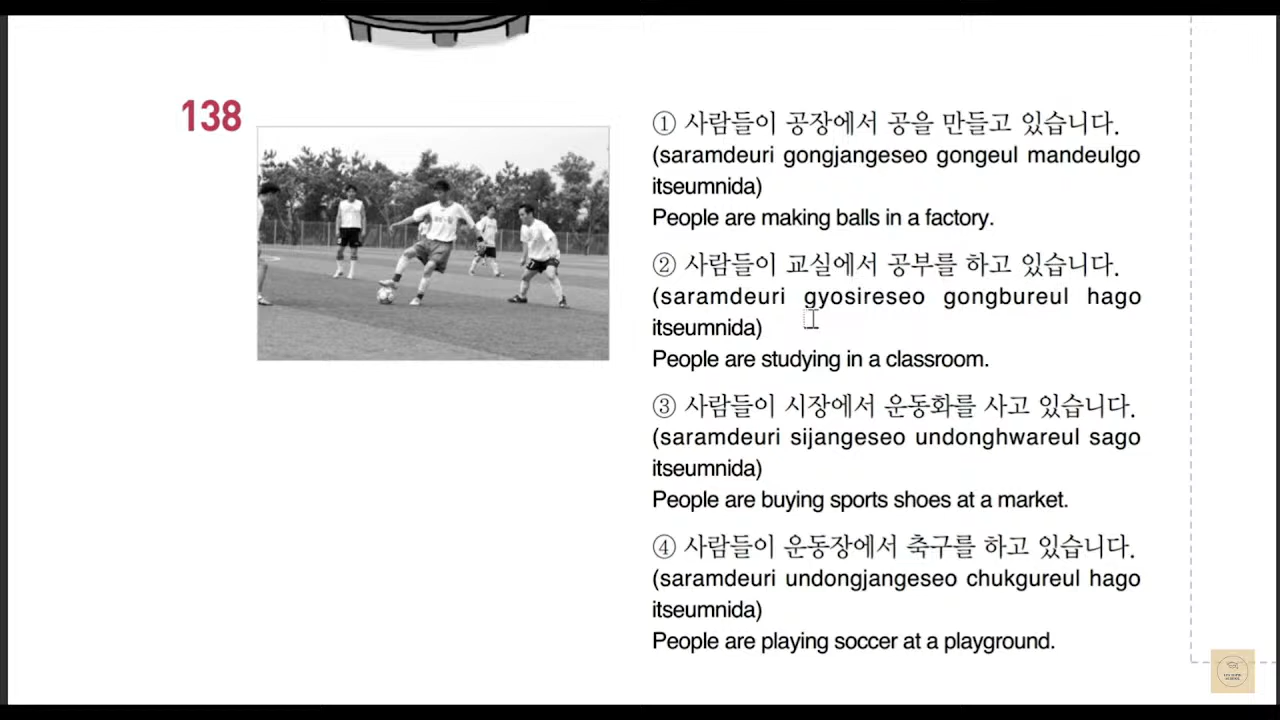 138
① 사람들이 공장에서 공을 만들고 있습니다.
(saramdeuri gongjangeseo gongeul mandeulgo
itseumnida)
People are making balls in a factory.
② 사람들이 교실에서 공부를 하고 있습니다.
(saramdeuri gyosireseo gongbureul hago
itseumnida)
People are studying in a classroom.
③ 사람들이 시장에서 운동화를 사고 있습니다.
(saramdeuri sijangeseo undonghwareul sago
itseumnida)
People are buying sports shoes at a market.
④ 사람들이 운동장에서 축구를 하고 있습니다.
(saramdeuri undongjangeseo chukgureul hago
itseumnida)
People are playing soccer at a playground.